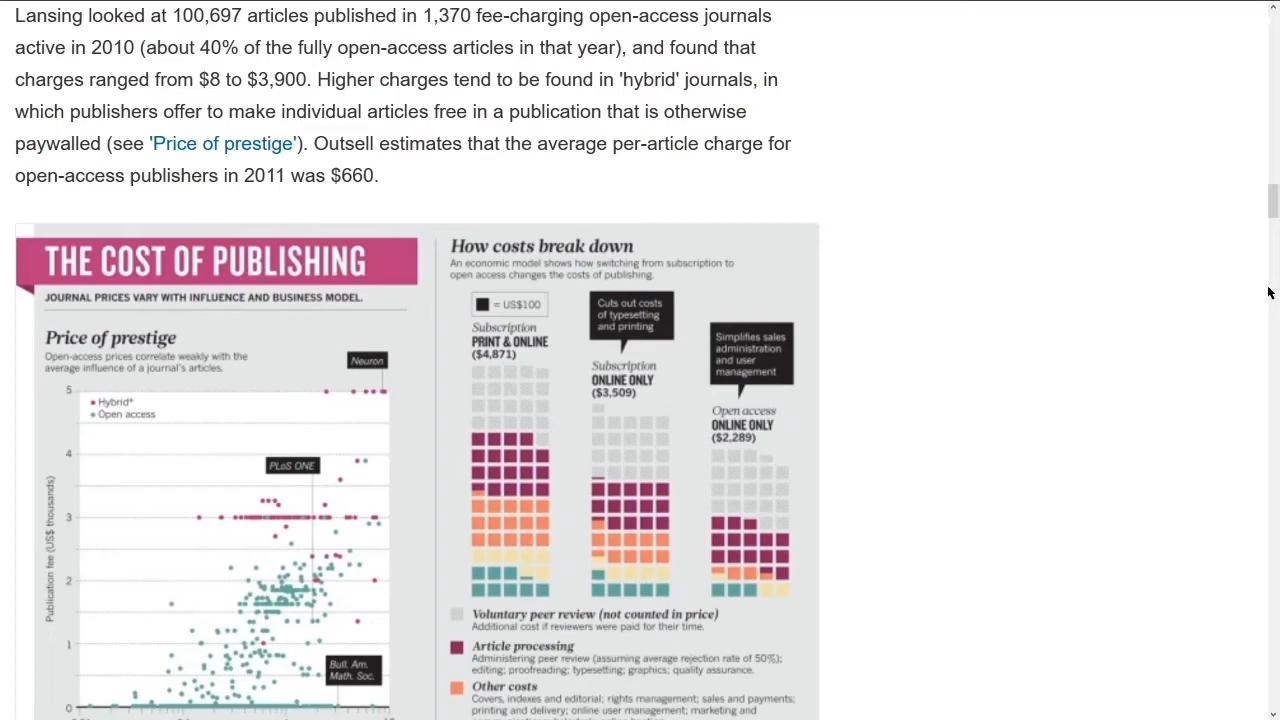 Lansing looked at 100,697 articles published in 1,370 fee-charging open-access journals
active in 2010 (about 40% of the fully open-access articles in that year), and found that
charges ranged from $8 to $3,900. Higher charges tend to be found in 'hybrid' journals, in
which publishers offer to make individual articles free in a publication that is otherwise
paywalled (see 'Price of prestige'). Outsell estimates that the average per-article charge for
open-access publishers in 2011 was $660.
THE COST OF PUBLISHING
JOURNAL PRICES VARY WITH INFLUENCE AND BUSINESS MODEL.
Price of prestige
Open-access prices correlate weakly with the
average influence of a journal's articles.
Neuron
5
Hybrid*
Open access
4
PLoS ONE
3
2
1
Bull. Am.
Math. Soc.
0
Publication fee (US$ thousands)
How costs break down
An economic model shows how switching from subscription to
open access changes the costs of publishing.
= US$100
Subscription
PRINT & ONLINE
($4,871)
Cuts out costs
of typesetting
and printing
Subscription
ONLINE ONLY
($3,509)
Simplifies sales
administration
and user
management
Open access
ONLINE ONLY
($2,289)
Voluntary peer review (not counted in price)
Additional cost if reviewers were paid for their time.
Article processing
Administering peer review (assuming average rejection rate of 50%);
editing; proofreading; typesetting; graphics; quality assurance.
Other costs
Covers, indexes and editorial; rights management; sales and payments;
printing and delivery; online user management; marketing and